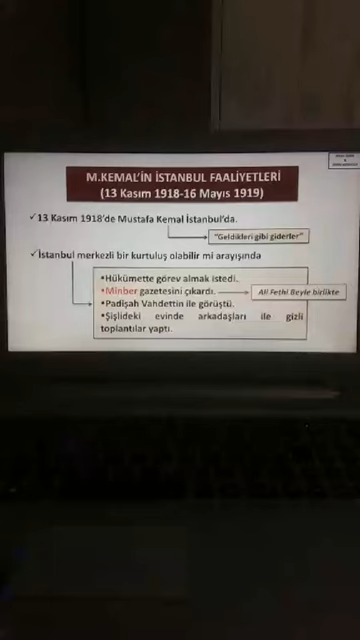 M.KEMAL'İN İSTANBUL FAALİYETLERİ
(13 Kasım 1918-16 Mayıs 1919)
✓13 Kasım 1918'de Mustafa Kemal İstanbul'da.
"Geldikleri gibi giderler"
✓İstanbul merkezli bir kurtuluş olabilir mi arayışında
•Hükümette görev almak istedi.
•Minber gazetesini çıkardı.
Ali Fethi Beyle birlikte
•Padişah Vahdettin ile görüştü.
•Şişlideki evinde arkadaşları ile gizli
toplantılar yaptı.